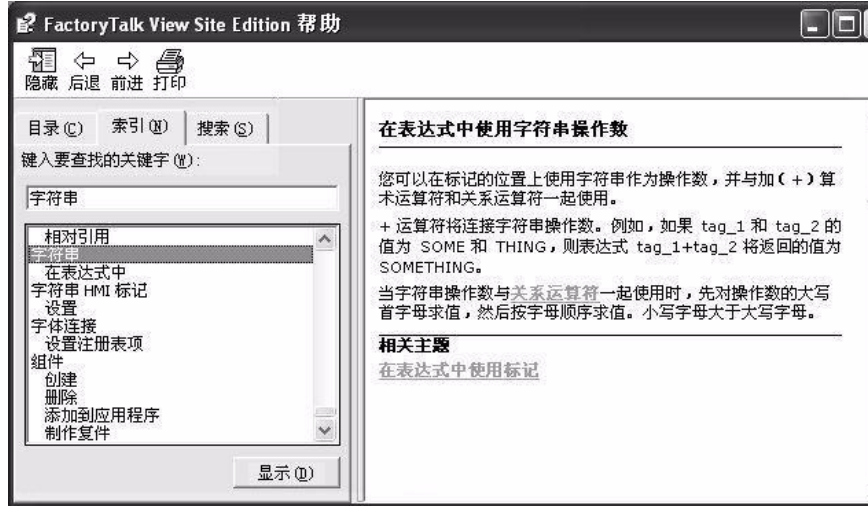 FactoryTalk View Site Edition 帮助
隐藏 后退 前进 打印
目录(C) 索引(N) 搜索(S)
键入要查找的关键字(W):
字符串
相对引用
字符串
在表达式中
字符串 HMI 标记
设置
字体连接
设置注册表项
组件
创建
删除
添加到应用程序
制作复件
显示(D)
在表达式中使用字符串操作数
您可以在标记的位置上使用字符串作为操作数，并与加(+)算
术运算符和关系运算符一起使用。
+ 运算符将连接字符串操作数。例如，如果 tag_1 和 tag_2 的
值为 SOME 和 THING，则表达式 tag_1+tag_2 将返回的值为
SOMETHING。
当字符串操作数与关系运算符一起使用时，先对操作数的大写
首字母求值，然后按字母顺序求值。小写字母大于大写字母。
相关主题
在表达式中使用标记